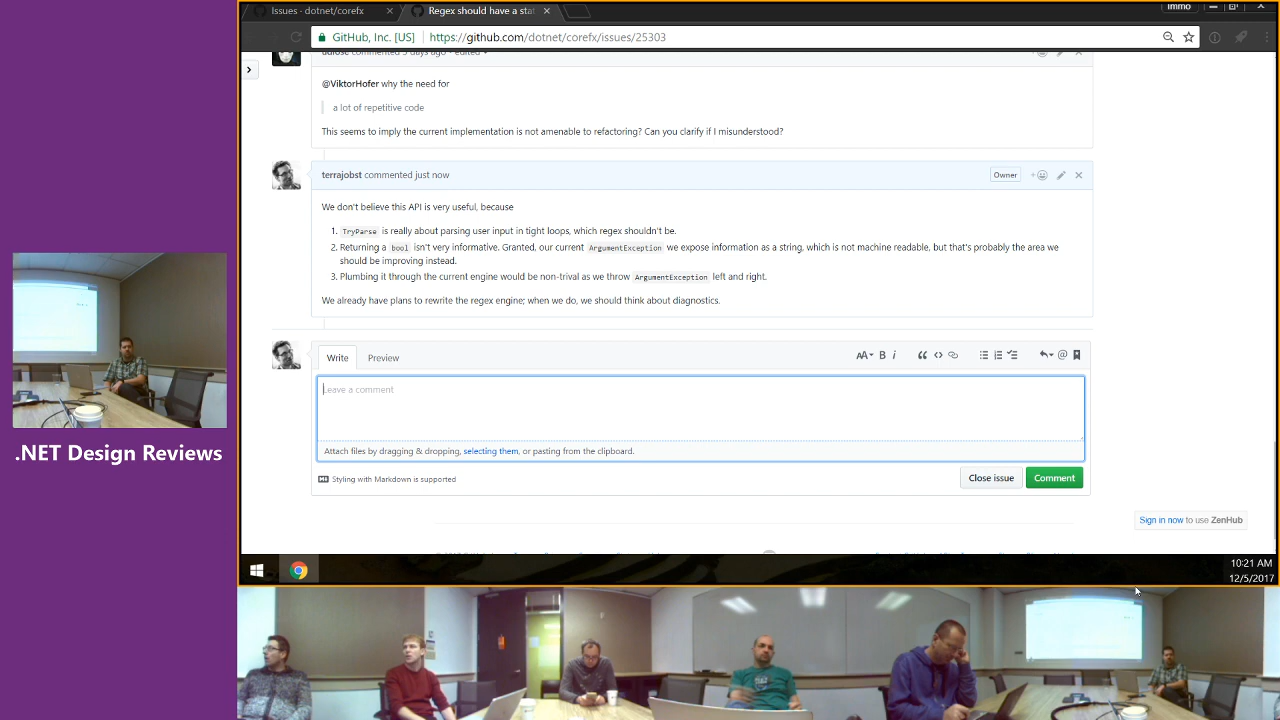 Issues - dotnet/corefx
Regex should have a stat
Immo
GitHub, Inc. [US]
https://github.com/dotnet/corefx/issues/25303
commented 5 days ago · edited
@ViktorHofer why the need for
a lot of repetitive code
This seems to imply the current implementation is not amenable to refactoring? Can you clarify if I misunderstood?
terrajobst commented just now
Owner
We don't believe this API is very useful, because
1. TryParse is really about parsing user input in tight loops, which regex shouldn't be.
2. Returning a bool isn't very informative. Granted, our current ArgumentException we expose information as a string, which is not machine readable, but that's probably the area we
should be improving instead.
3. Plumbing it through the current engine would be non-trival as we throw ArgumentException left and right.
We already have plans to rewrite the regex engine; when we do, we should think about diagnostics.
Write
Preview
AA
B
i
Leave a comment
Attach files by dragging & dropping, selecting them, or pasting from the clipboard.
Styling with Markdown is supported
Close issue
Comment
Sign in now to use ZenHub
10:21 AM
12/5/2017
.NET Design Reviews